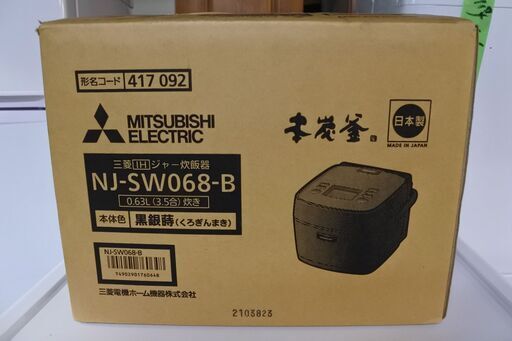 形名コード 417 092
MITSUBISHI
ELECTRIC
本炭釜
日本製
MADE IN JAPAN
三菱IHジャー炊飯器
NJ-SW068-B
0.63L（3.5合）炊き
本体色 黒銀蒔（くろぎんまき）
NJ-SW068-B
4902901760648
三菱電機ホーム機器株式会社
2103823